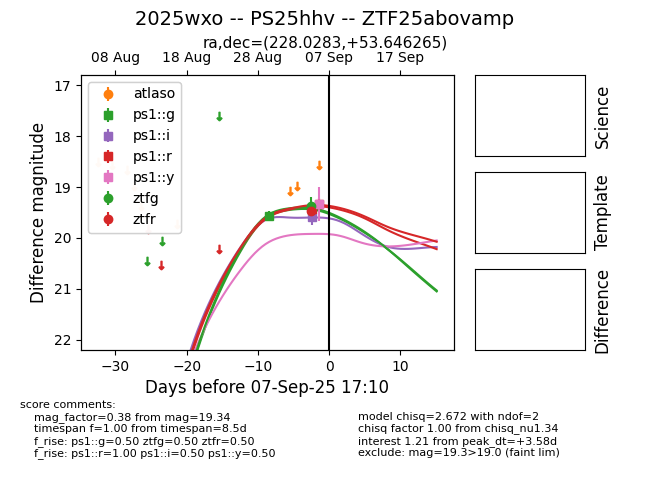 2025wxo -- PS25hhv -- ZTF25abovamp
ra,dec=(228.0283,+53.646265)
08 Aug 18 Aug 28 Aug 07 Sep 17 Sep
17
18
19
20
21
22
Difference magnitude
atlaso
ps1::g
ps1::i
ps1::r
ps1::y
ztfg
ztfr
−30 −20 −10 0 10
Days before 07-Sep-25 17:10
Science
Template
Difference
score comments:
mag_factor=0.38 from mag=19.34
timespan f=1.00 from timespan=8.5d
f_rise: ps1::g=0.50 ztfg=0.50 ztfr=0.50
f_rise: ps1::r=1.00 ps1::i=0.50 ps1::y=0.50
model chisq=2.672 with ndof=2
chisq factor 1.00 from chisq_nu1.34
interest 1.21 from peak_dt=+3.58d
exclude: mag=19.3>19.0 (faint lim)